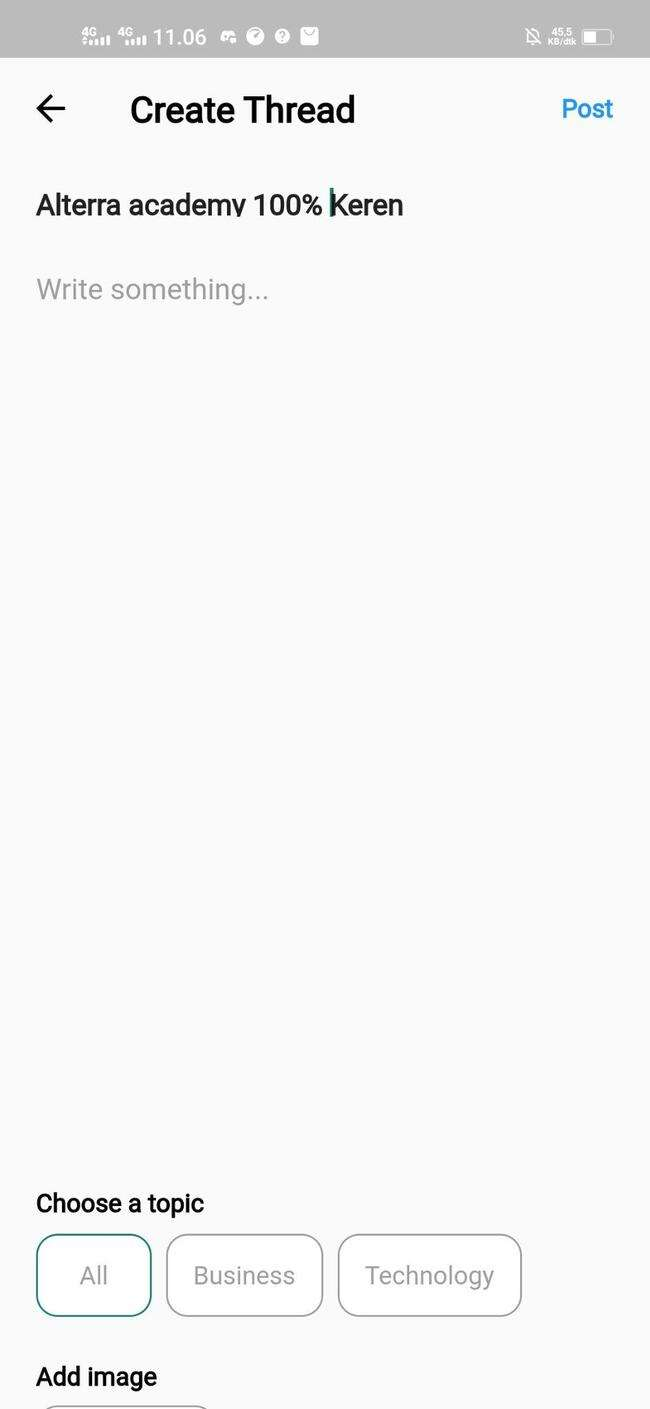 4G 4G 11.06 45,5 KB/dtk
Create Thread Post
Alterra academy 100% Keren
Write something...
Choose a topic
All Business Technology
Add image